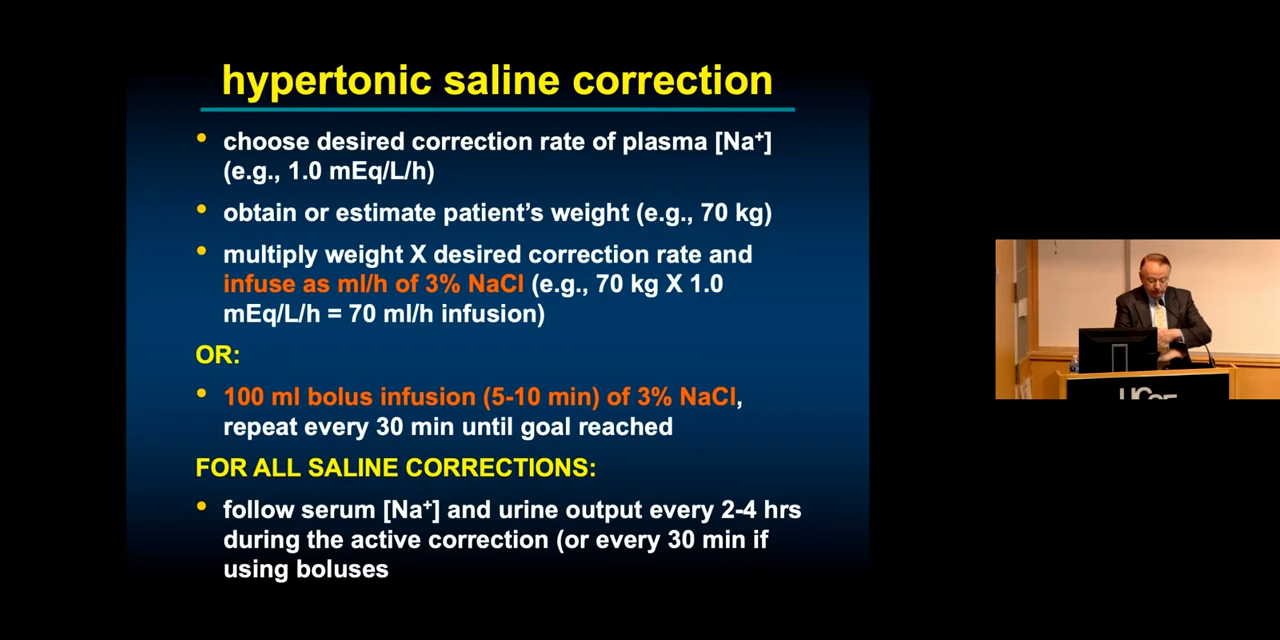 hypertonic saline correction
• choose desired correction rate of plasma [Na⁺]
(e.g., 1.0 mEq/L/h)
• obtain or estimate patient’s weight (e.g., 70 kg)
• multiply weight X desired correction rate and
infuse as ml/h of 3% NaCl (e.g., 70 kg X 1.0
mEq/L/h = 70 ml/h infusion)
OR:
• 100 ml bolus infusion (5-10 min) of 3% NaCl,
repeat every 30 min until goal reached
FOR ALL SALINE CORRECTIONS:
• follow serum [Na⁺] and urine output every 2-4 hrs
during the active correction (or every 30 min if
using boluses